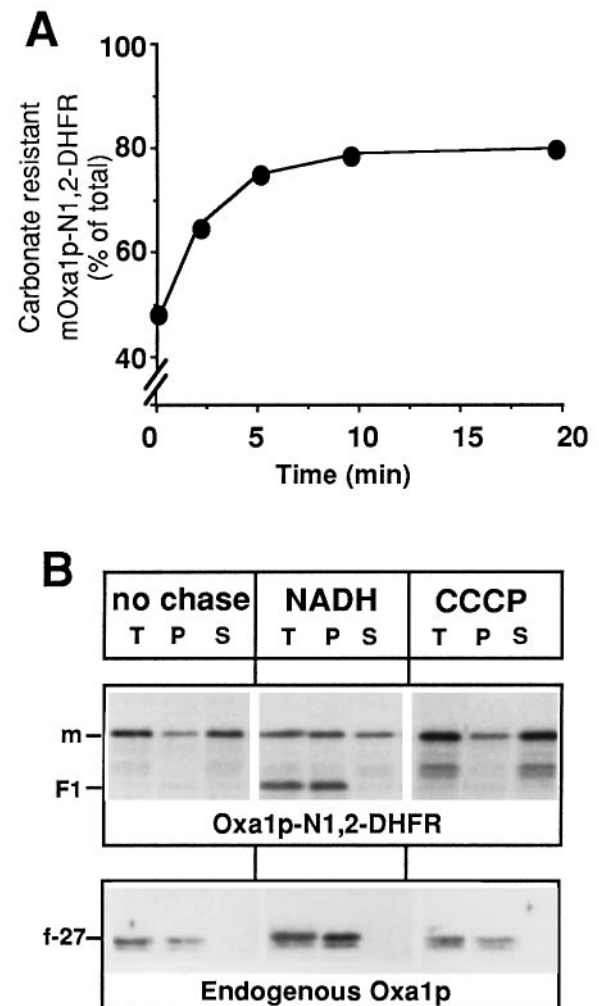 A
Carbonate resistant
mOxa1p-N1,2-DHFR
(% of total)
100
80
60
40
0 5 10 15 20
Time (min)
B
no chase NADH CCCP
T P S T P S T P S
m
F1
Oxa1p-N1,2-DHFR
f-27
Endogenous Oxa1p